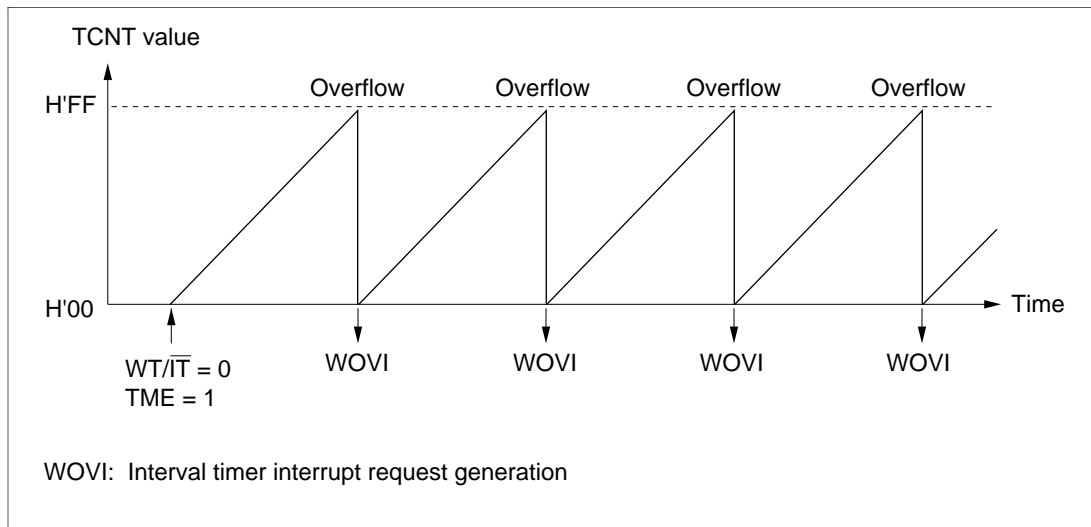 TCNT value
Overflow Overflow Overflow Overflow
H'FF
H'00
Time
WT/I̅T̅ = 0
TME = 1
WOVI WOVI WOVI WOVI
WOVI: Interval timer interrupt request generation